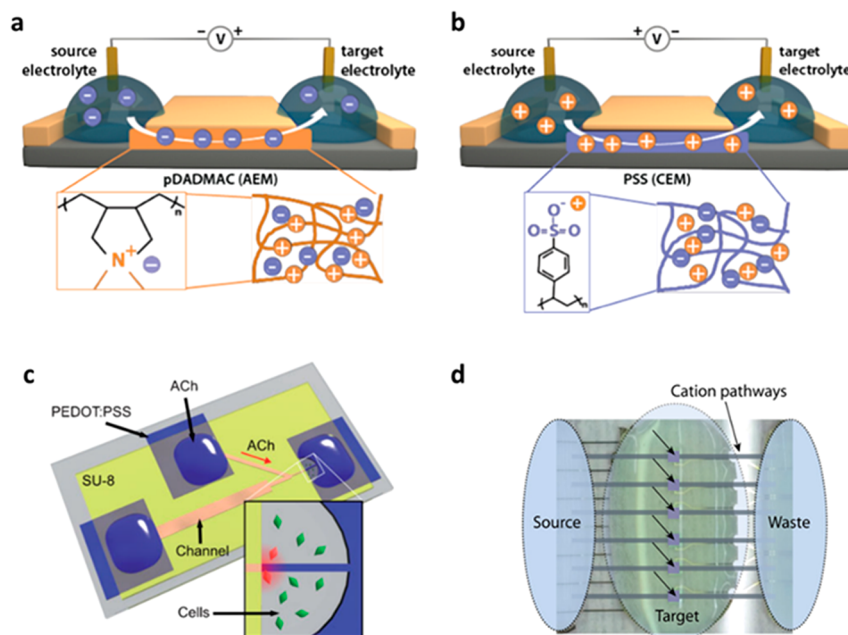 a
− V +
source
electrolyte
target
electrolyte
pDADMAC (AEM)
n
N+
−
b
+ V −
source
electrolyte
target
electrolyte
PSS (CEM)
O-
+
O=S=O
n
c
ACh
PEDOT:PSS
ACh
SU-8
Channel
Cells
d
Cation pathways
Source
Waste
Target